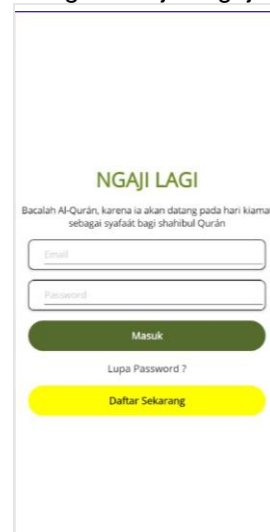 NGAJI LAGI
Bacalah Al-Qurán, karena ia akan datang pada hari kiamat
sebagai syafaát bagi shahibul Qurán
Email
Password
Masuk
Lupa Password ?
Daftar Sekarang